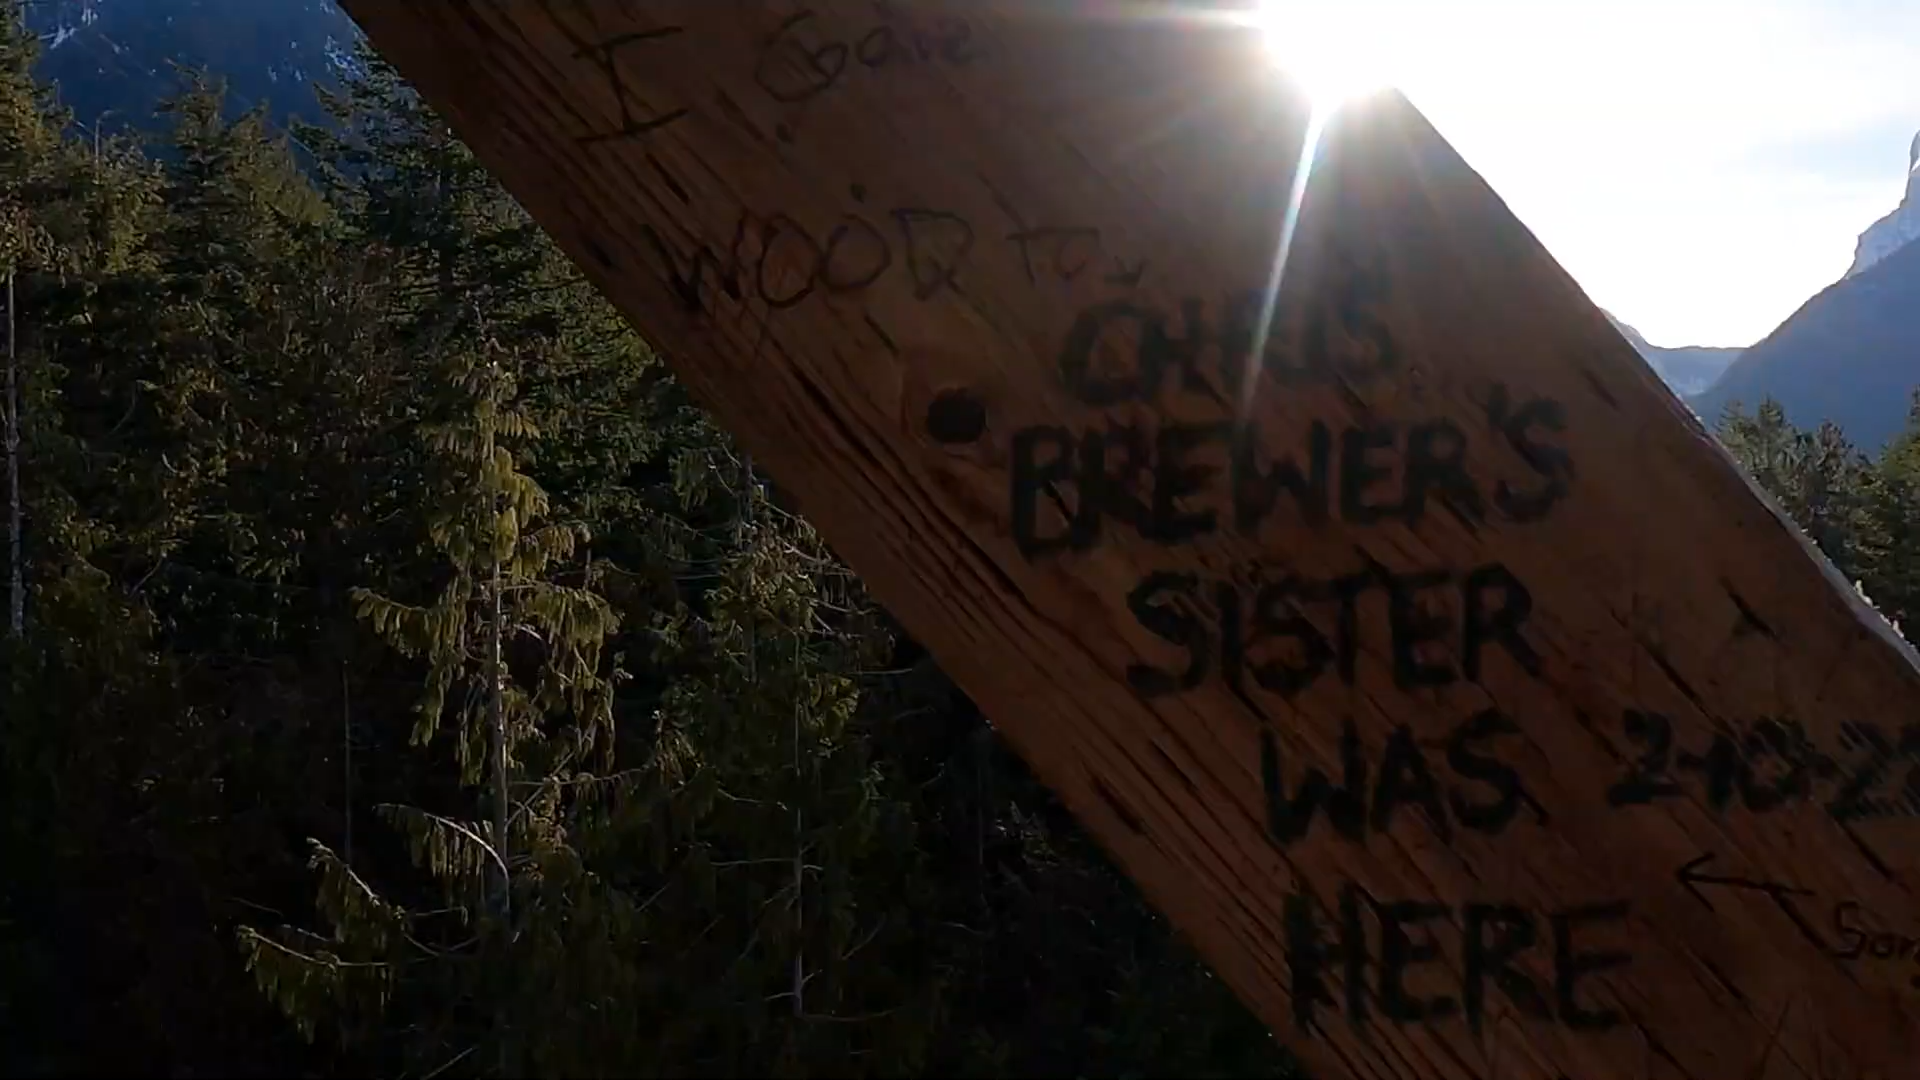 I Gave
WOOD to
CHRIS
BREWER'S
SISTER
WAS
HERE